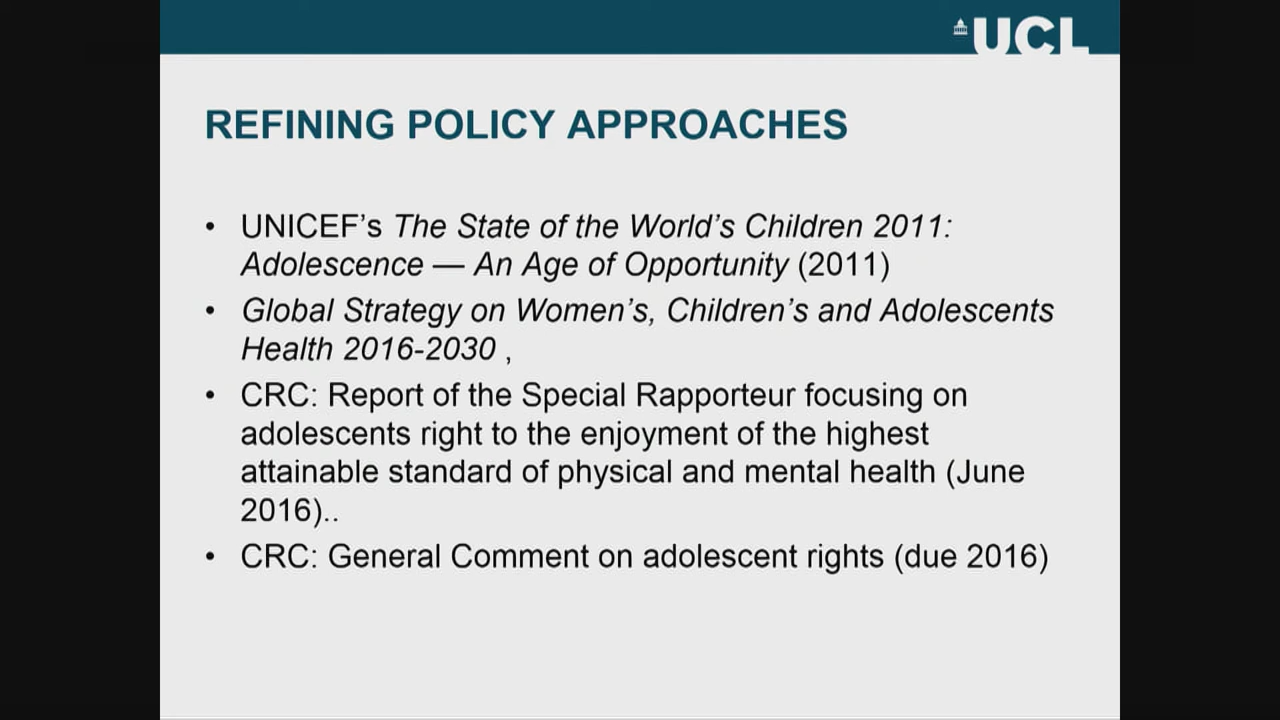 UCL
REFINING POLICY APPROACHES
• UNICEF’s The State of the World’s Children 2011:
Adolescence — An Age of Opportunity (2011)
• Global Strategy on Women’s, Children’s and Adolescents
Health 2016-2030 ,
• CRC: Report of the Special Rapporteur focusing on
adolescents right to the enjoyment of the highest
attainable standard of physical and mental health (June
2016)..
• CRC: General Comment on adolescent rights (due 2016)